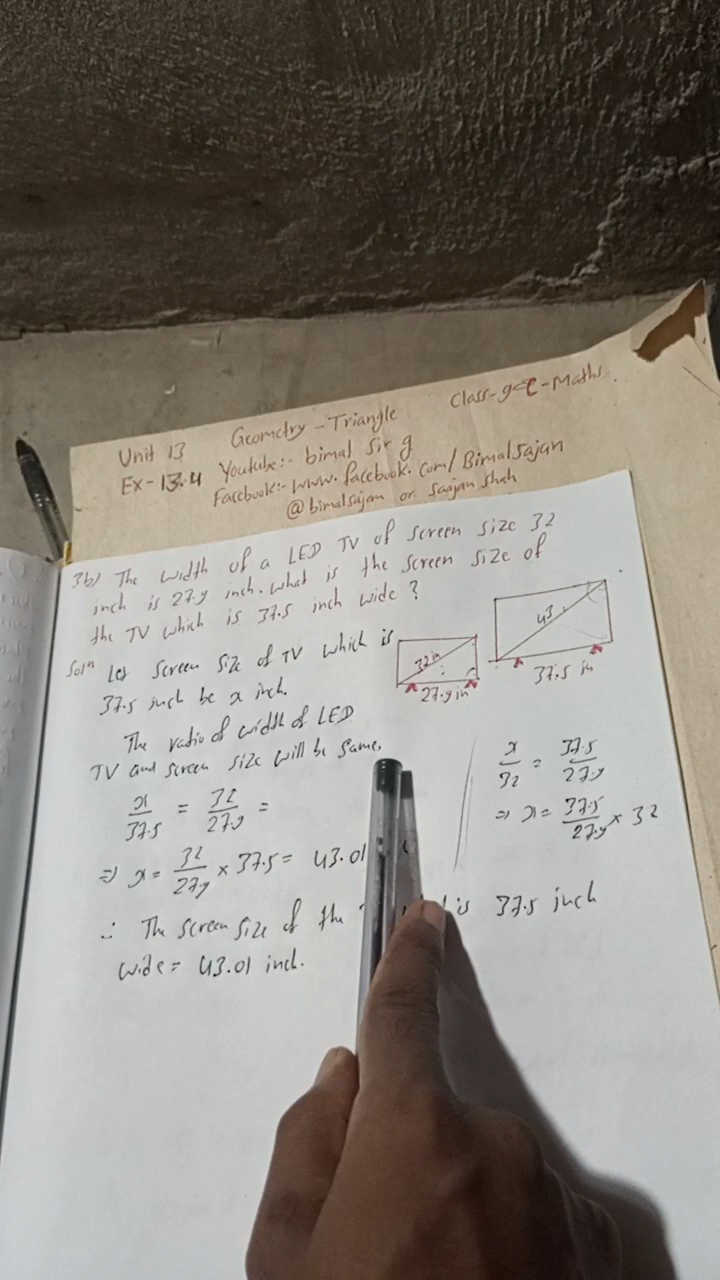 Unit 13 Geometry - Triangle Class-9 - Maths
Ex- 13.4 Youtube:- bimal sir g
Facebook:- www.facebook.com/Bimalsajan
@bimalsajan or Saajan Shah
3b) The width of a LED TV of screen size 32
inch is 27.9 inch. what is the screen size of
the TV which is 37.5 inch wide ?
Solⁿ Let screen size of TV which is
37.5 inch be x inch.
32 in
27.9 in
43.
37.5 in
The ratio of width of LED
TV and screen size will be same.
x/37.5 = 32/27.9 =
⇒ x = 32/27.9 × 37.5 = 43.01
x/32 = 37.5/27.9
⇒ x = 37.5/27.9 × 32
∴ The screen size of the is 37.5 inch
wide = 43.01 inch.